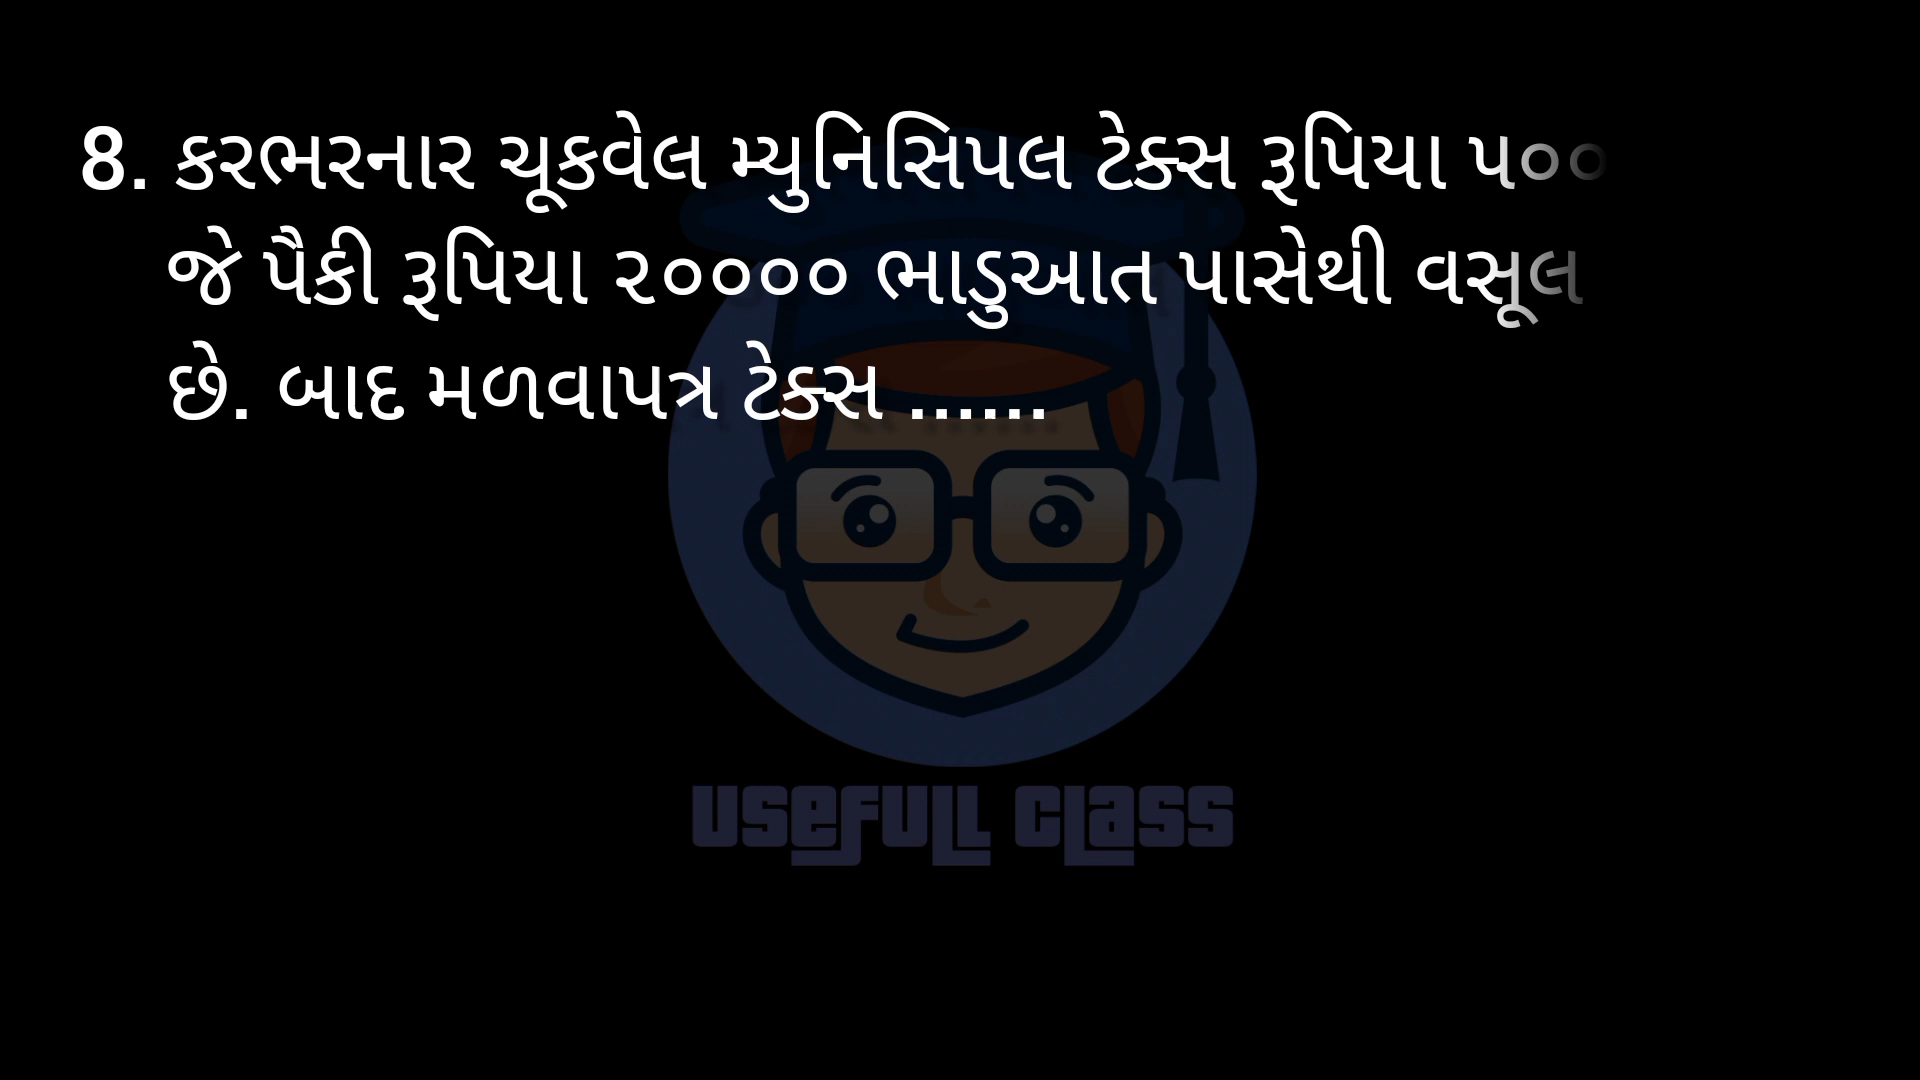 8. કરભરનાર ચૂકવેલ મ્યુનિસિપલ ટેક્સ રૂપિયા ૫૦૦
જે પૈકી રૂપિયા ૨૦૦૦૦ ભાડુઆત પાસેથી વસૂલ
છે. બાદ મળવાપત્ર ટેક્સ ......
USEFULL CLASS